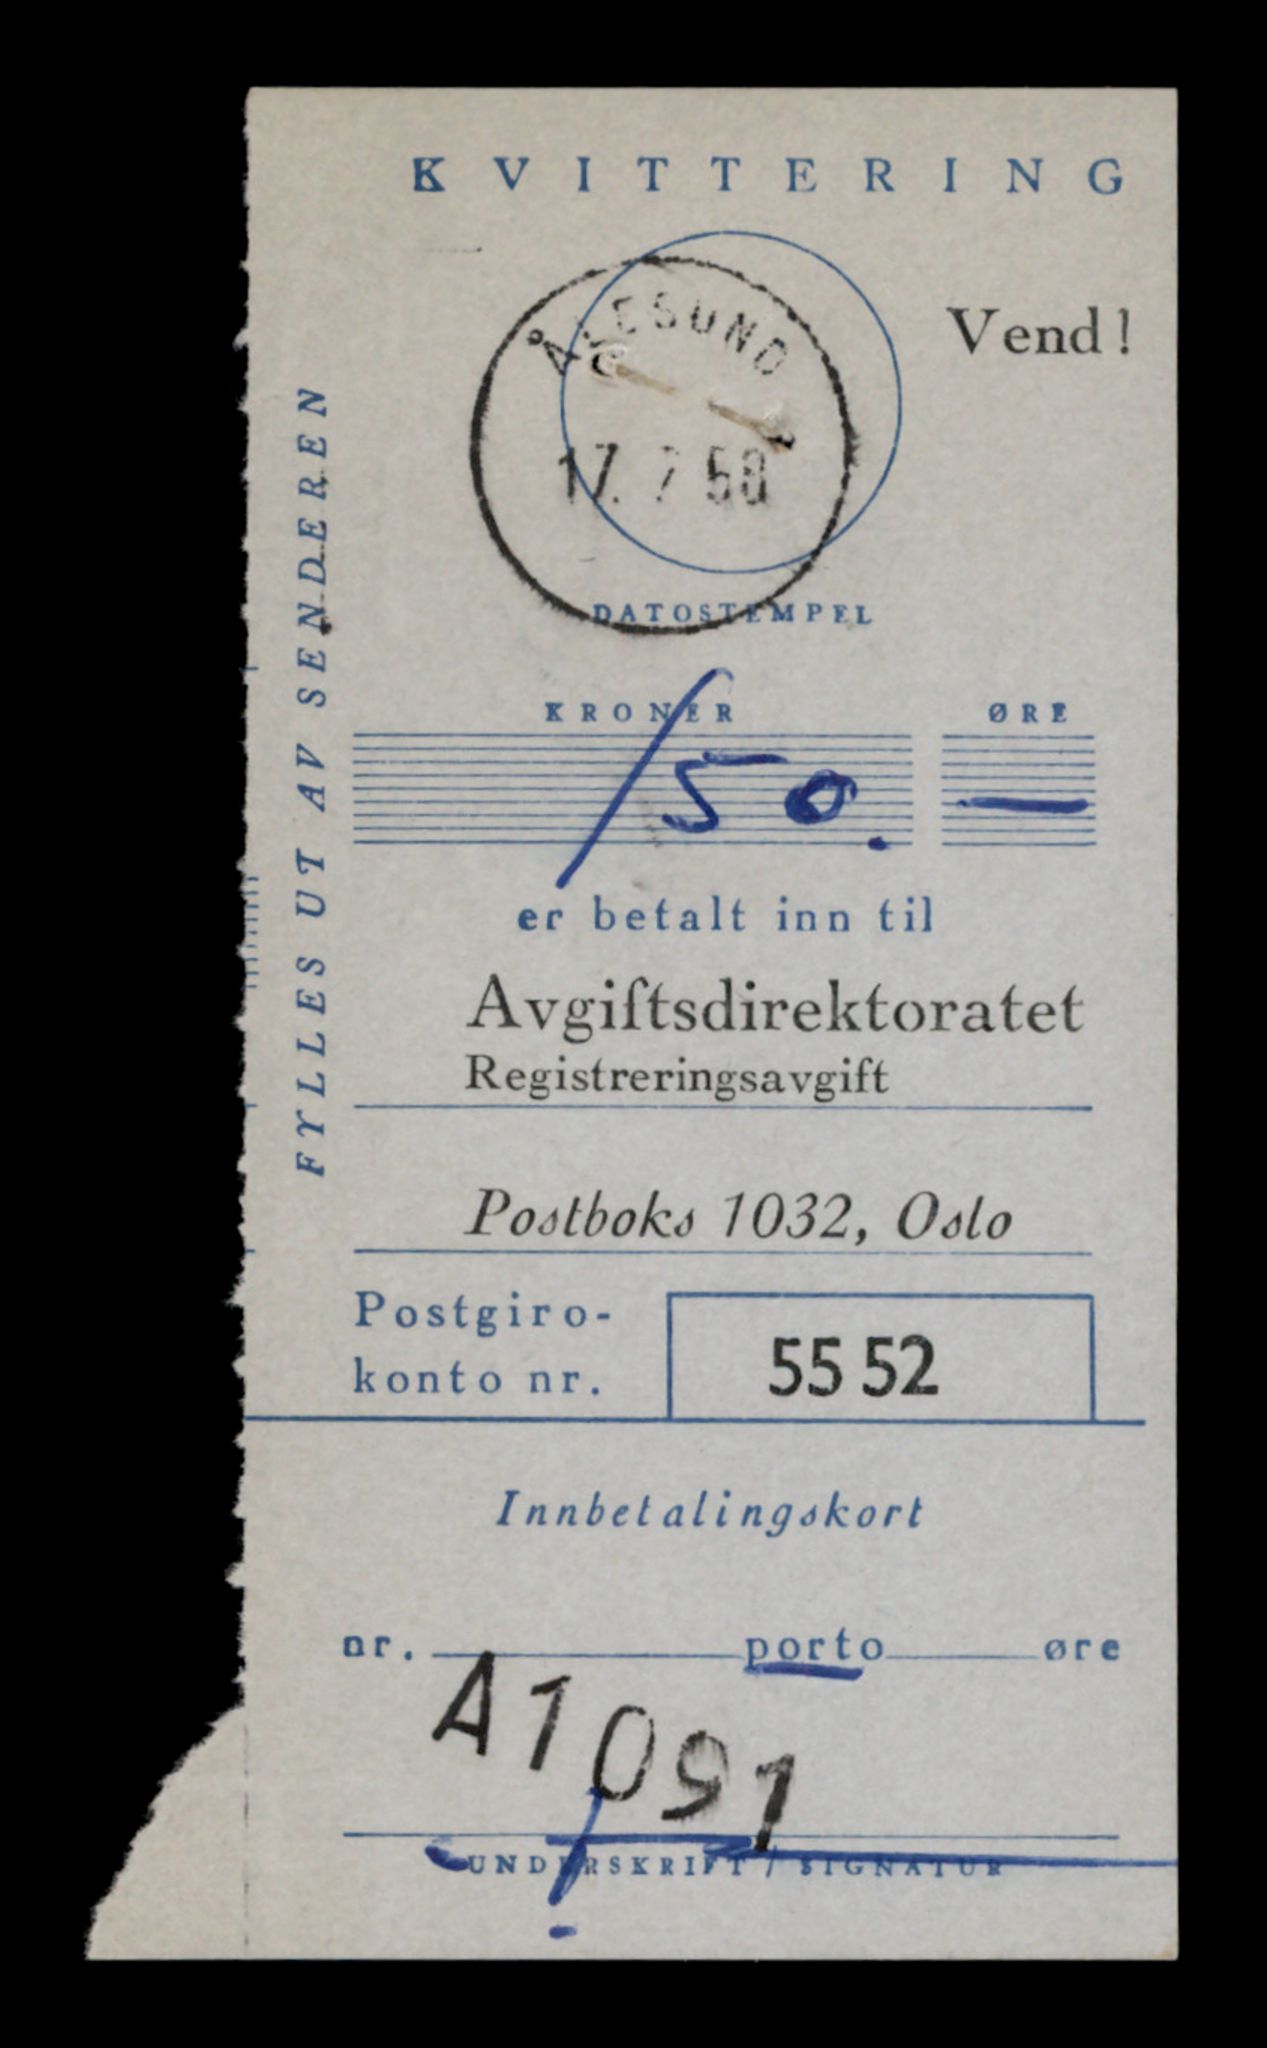 KVITTERING
Vend!
ÅLESUND
17. 7 58
DATOSTEMPEL
FYLLES UT AV SENDEREN
KRONER ØRE
150. —
er betalt inn til
Avgiftsdirektoratet
Registreringsavgift
Postboks 1032, Oslo
Postgiro-
konto nr. 55 52
Innbetalingskort
nr. porto øre
A1091
UNDERSKRIFT / SIGNATUR